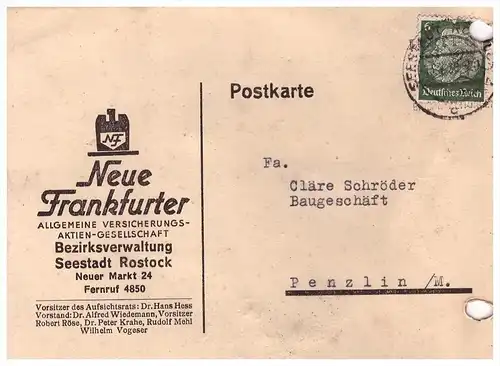 Postkarte
6
Deutsches Reich
SEESTADT
c
NF
Neue
Frankfurter
ALLGEMEINE VERSICHERUNGS-
AKTIEN-GESELLSCHAFT
Bezirksverwaltung
Seestadt Rostock
Neuer Markt 24
Fernruf 4850
Vorsitzer des Aufsichtsrats: Dr. Hans Hess
Vorstand: Dr. Alfred Wiedemann, Vorsitzer
Robert Röse, Dr. Peter Krahe, Rudolf Mehl
Wilhelm Vogeser
Fa.
Cläre Schröder
Baugeschäft
Penzlin /M.